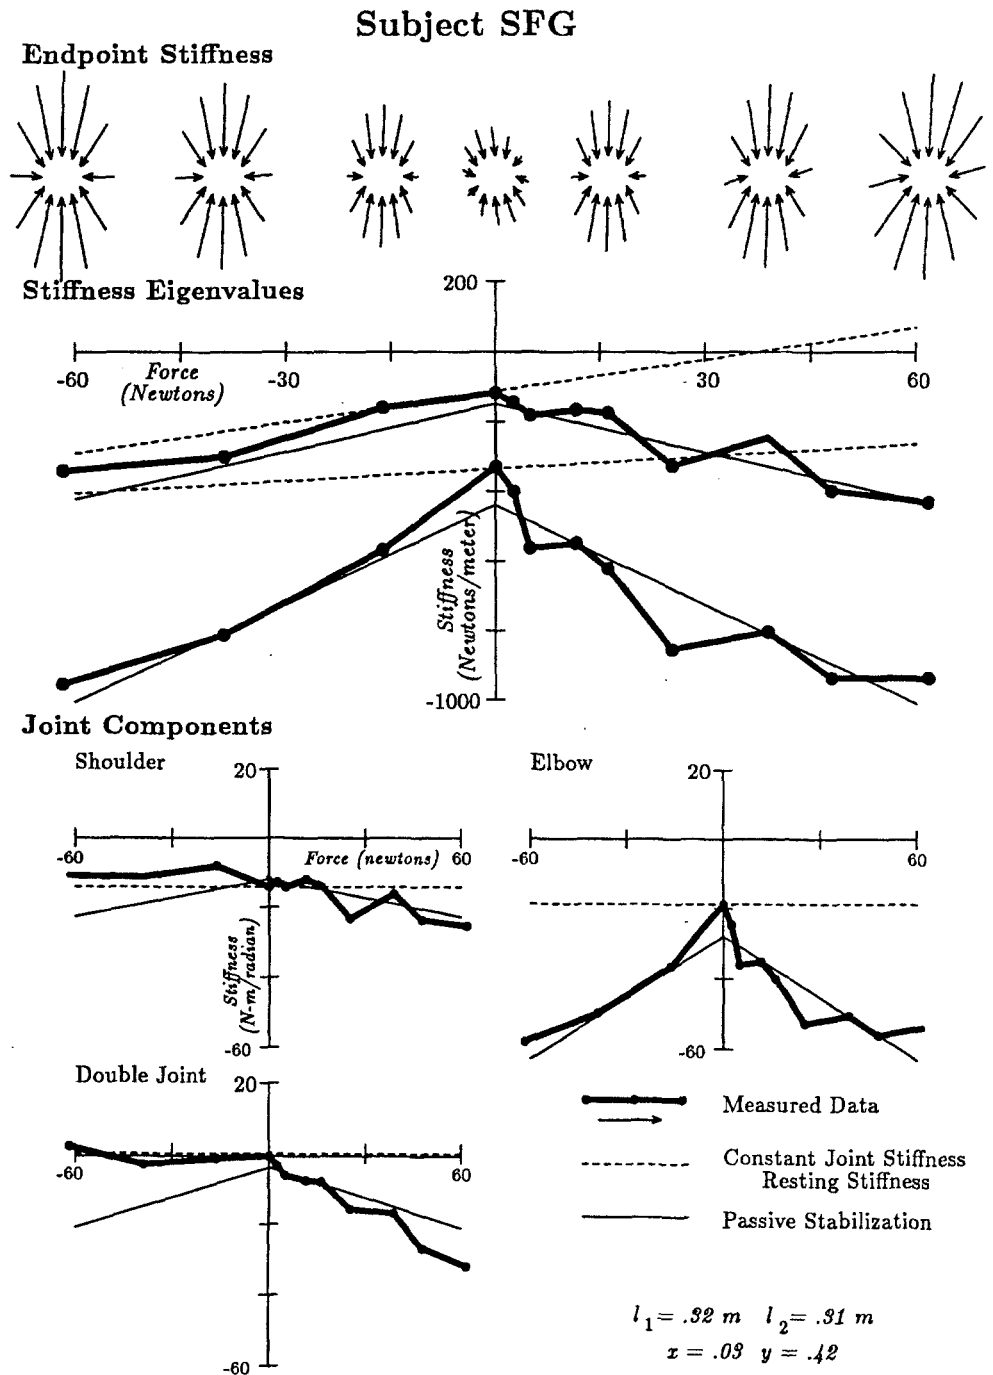 Subject SFG
Endpoint Stiffness
Stiffness Eigenvalues
200
-60
Force
(Newtons)
-30
30
60
Stiffness
(Newtons/meter)
-1000
Joint Components
Shoulder
20
-60
Force (newtons)
60
Stiffness
(N-m/radian)
-60
Elbow
20
-60
60
-60
Double Joint
20
-60
60
-60
Measured Data
Constant Joint Stiffness
Resting Stiffness
Passive Stabilization
l1= .32 m l2= .31 m
x = .03 y = .42